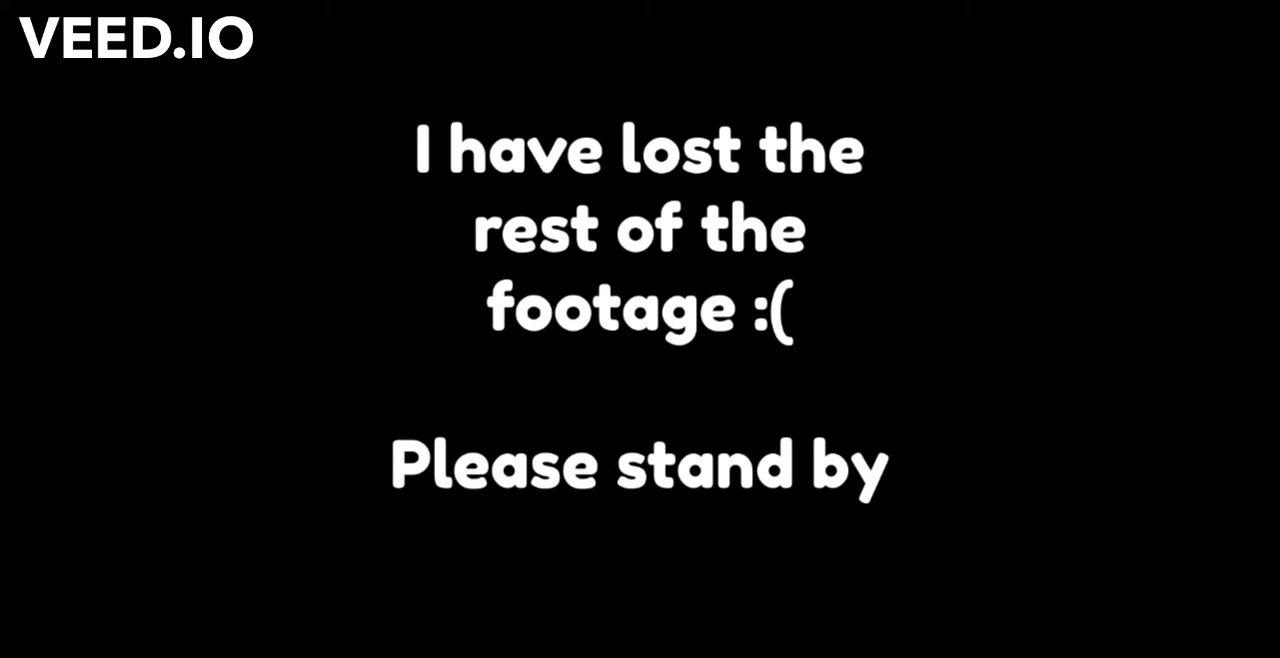 VEED.IO
I have lost the
rest of the
footage :(
Please stand by